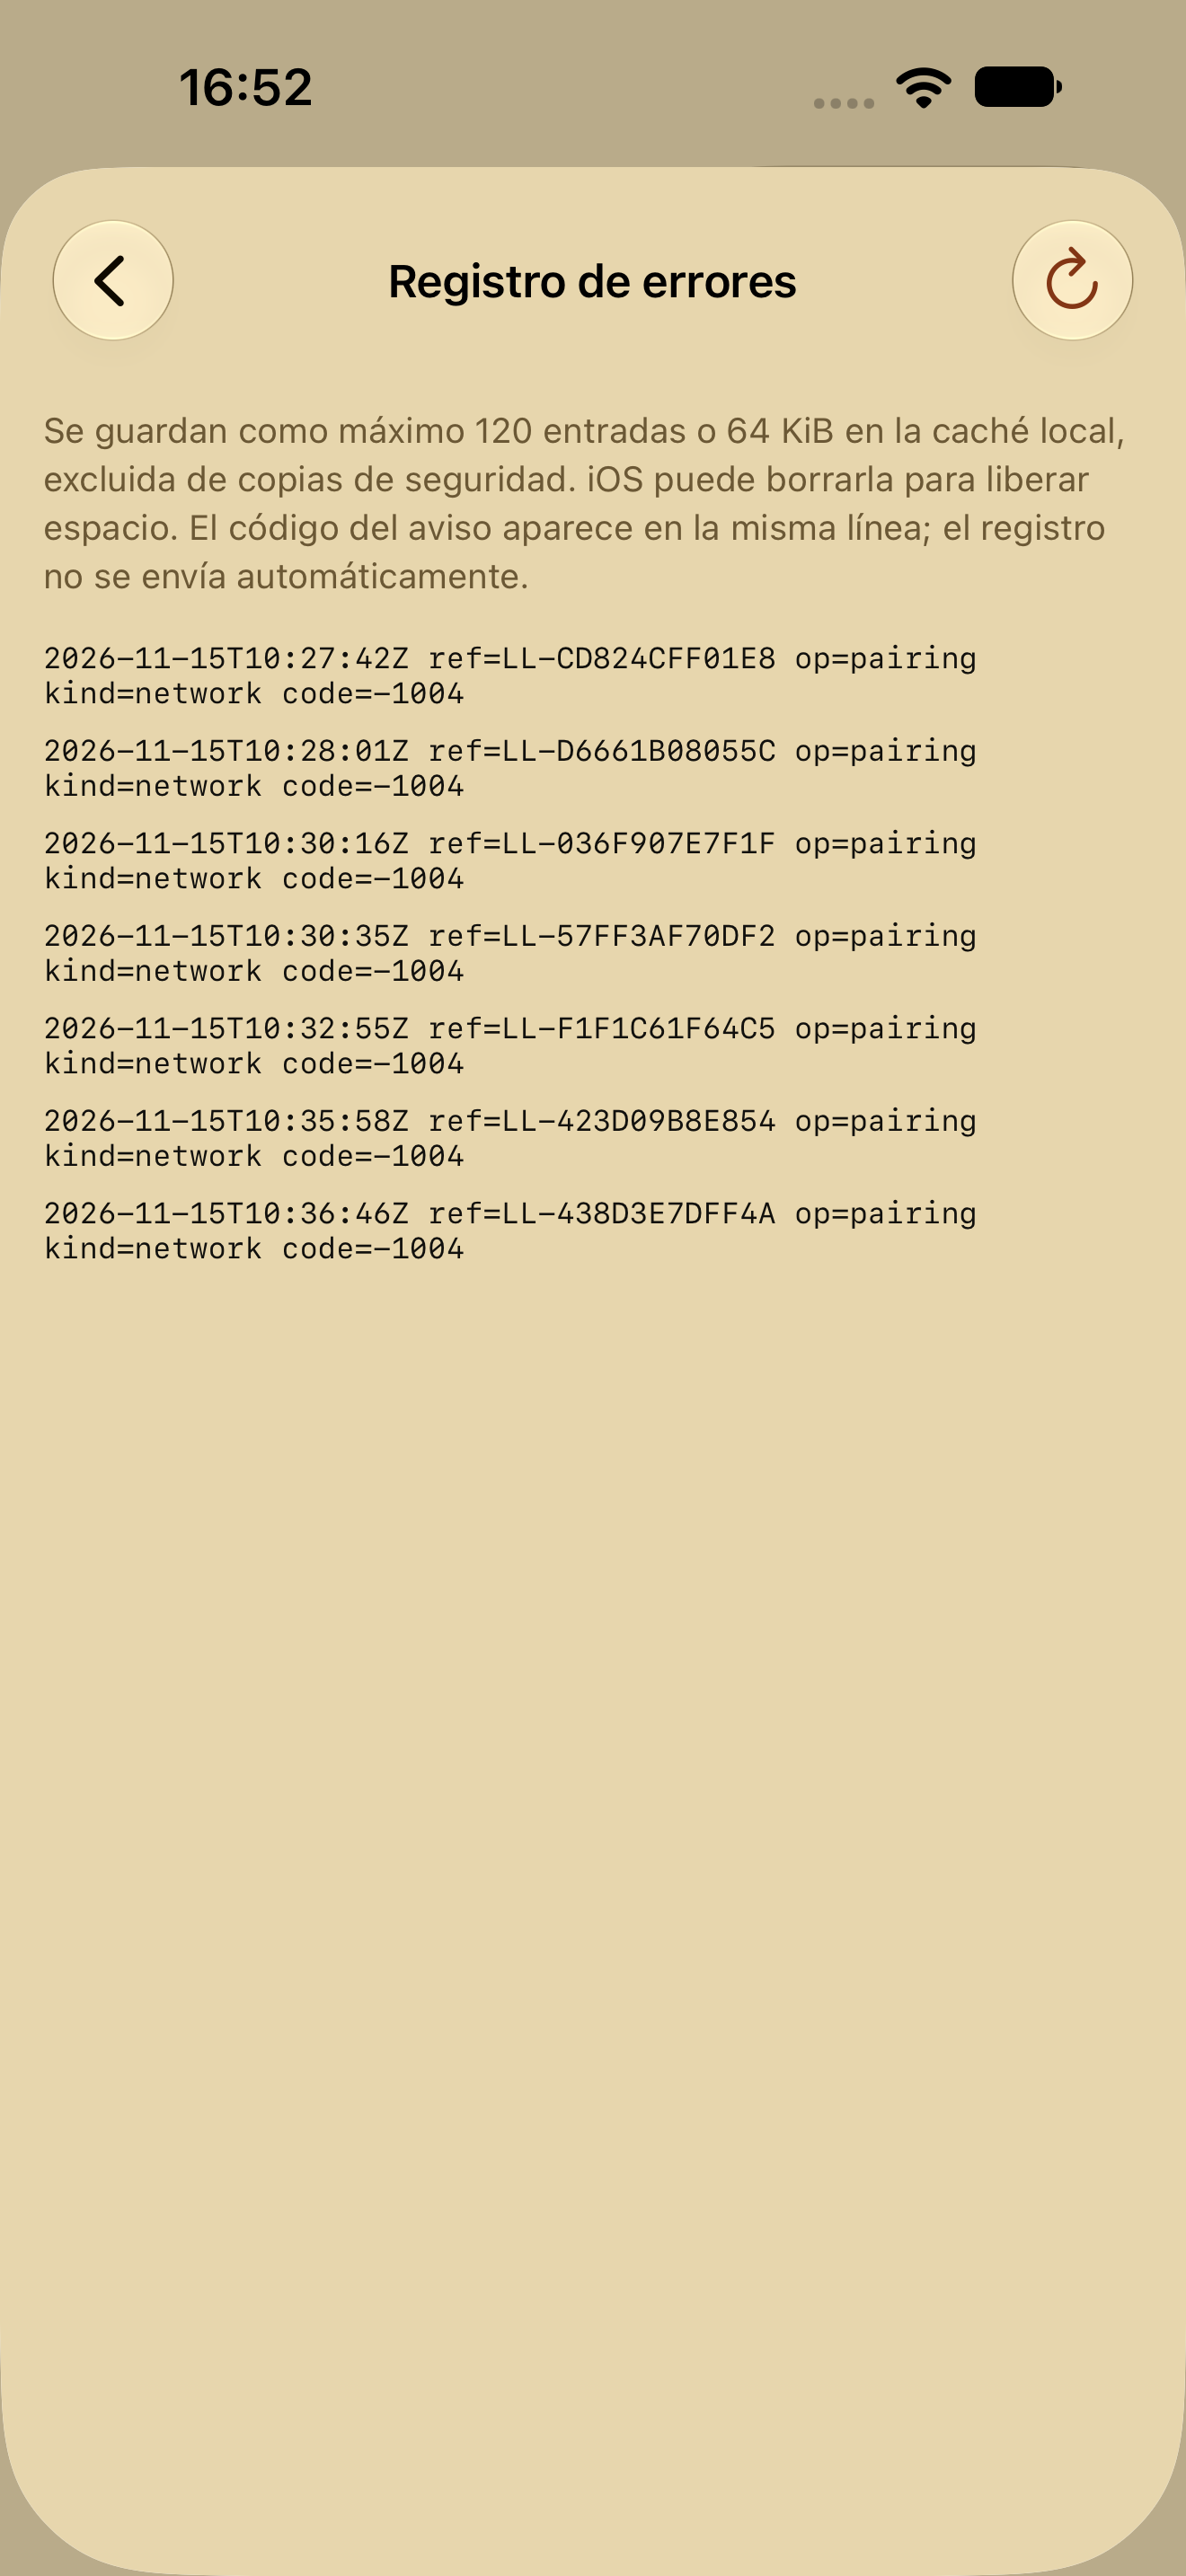 16:52
Registro de errores
Se guardan como máximo 120 entradas o 64 KiB en la caché local,
excluida de copias de seguridad. iOS puede borrarla para liberar
espacio. El código del aviso aparece en la misma línea; el registro
no se envía automáticamente.
2026-11-15T10:27:42Z ref=LL-CD824CFF01E8 op=pairing
kind=network code=-1004
2026-11-15T10:28:01Z ref=LL-D6661B08055C op=pairing
kind=network code=-1004
2026-11-15T10:30:16Z ref=LL-036F907E7F1F op=pairing
kind=network code=-1004
2026-11-15T10:30:35Z ref=LL-57FF3AF70DF2 op=pairing
kind=network code=-1004
2026-11-15T10:32:55Z ref=LL-F1F1C61F64C5 op=pairing
kind=network code=-1004
2026-11-15T10:35:58Z ref=LL-423D09B8E854 op=pairing
kind=network code=-1004
2026-11-15T10:36:46Z ref=LL-438D3E7DFF4A op=pairing
kind=network code=-1004